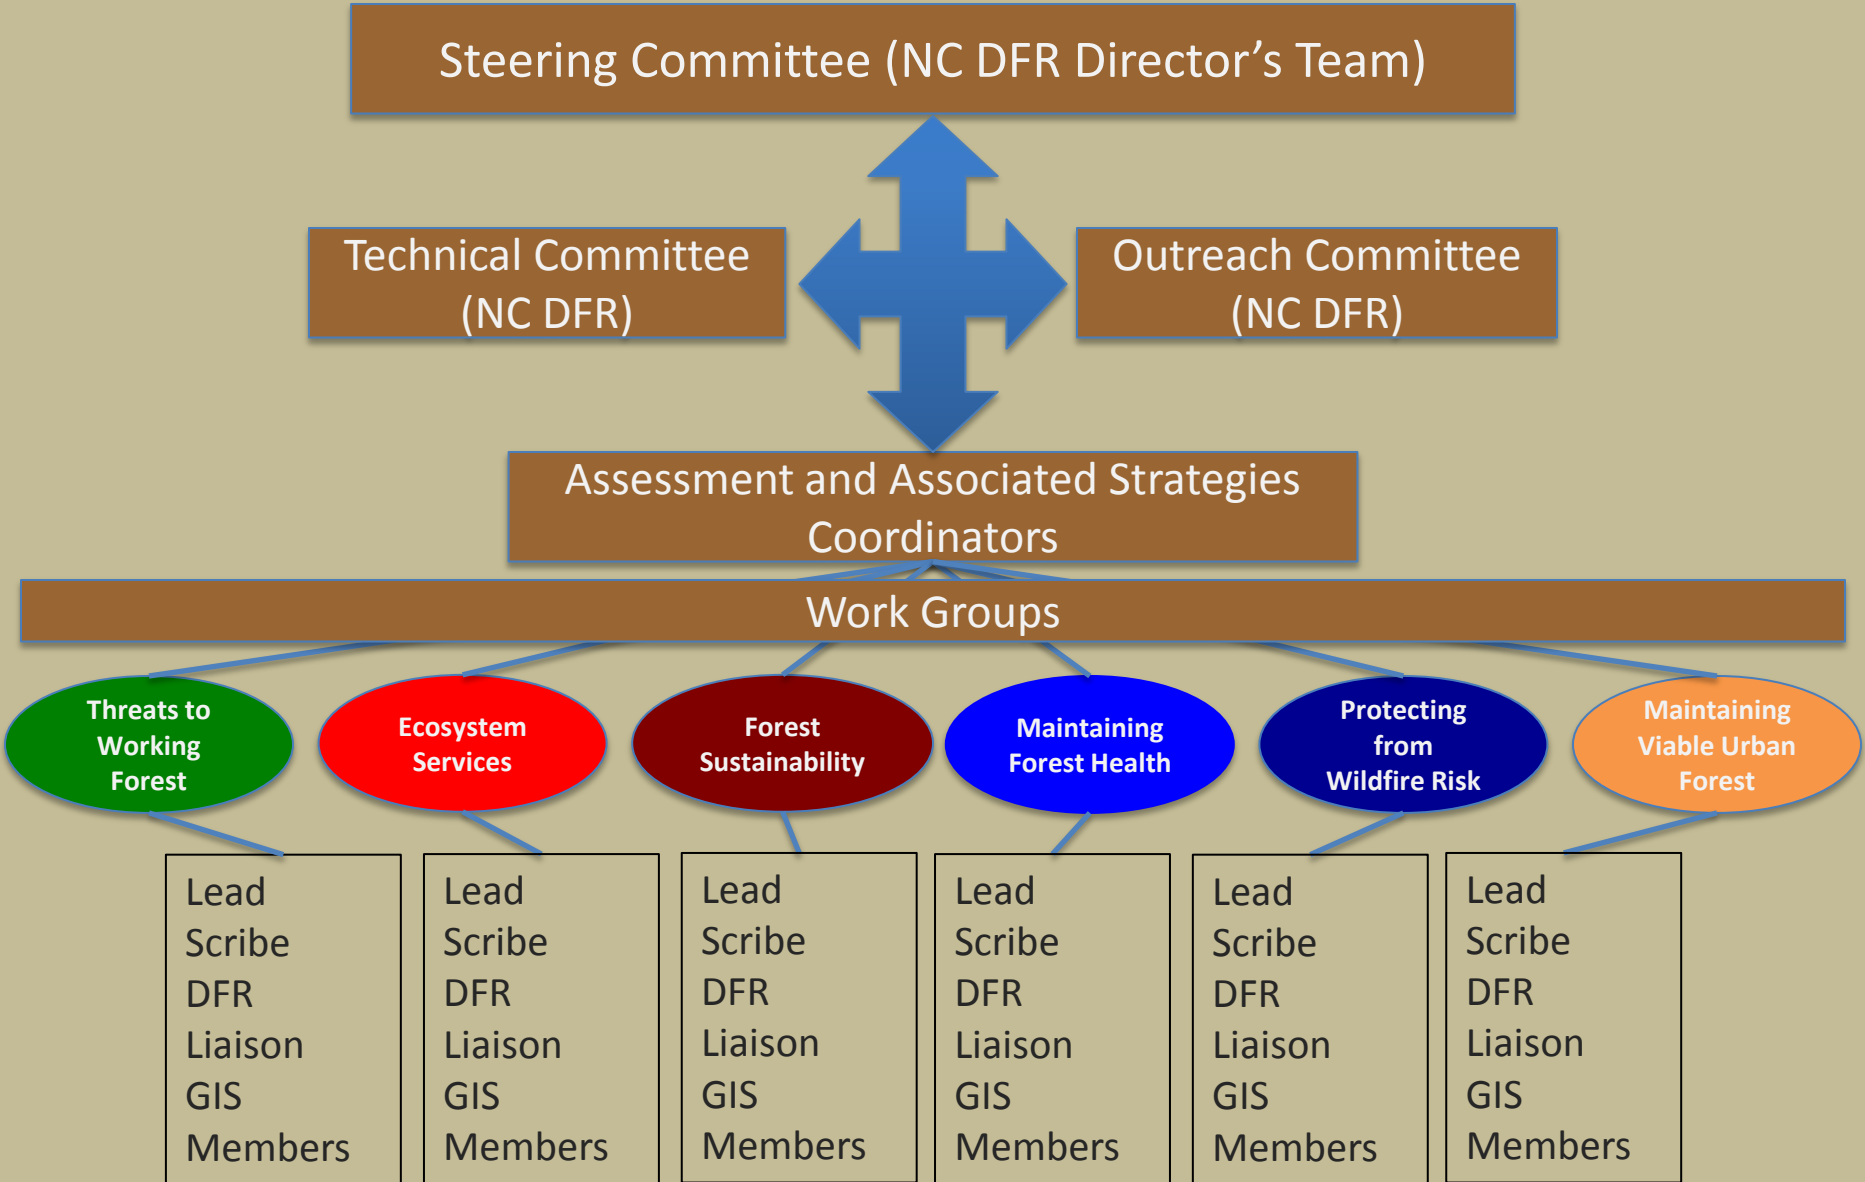 Steering Committee (NC DFR Director’s Team)
Technical Committee
(NC DFR)
Outreach Committee
(NC DFR)
Assessment and Associated Strategies
Coordinators
Work Groups
Threats to
Working
Forest
Ecosystem
Services
Forest
Sustainability
Maintaining
Forest Health
Protecting
from
Wildfire Risk
Maintaining
Viable Urban
Forest
Lead
Scribe
DFR
Liaison
GIS
Members
Lead
Scribe
DFR
Liaison
GIS
Members
Lead
Scribe
DFR
Liaison
GIS
Members
Lead
Scribe
DFR
Liaison
GIS
Members
Lead
Scribe
DFR
Liaison
GIS
Members
Lead
Scribe
DFR
Liaison
GIS
Members